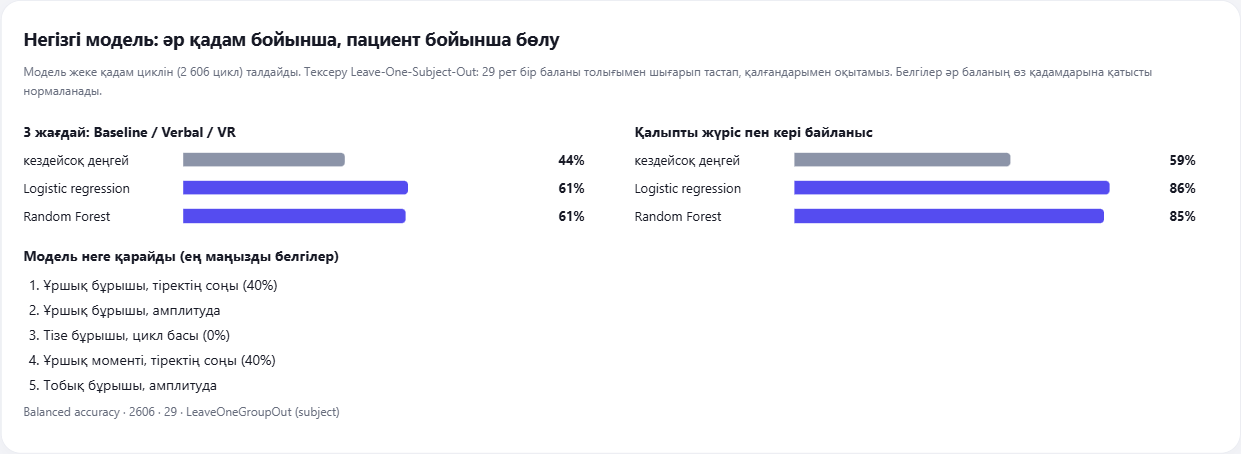 Негізгі модель: әр қадам бойынша, пациент бойынша бөлу
Модель жеке қадам циклін (2 606 цикл) талдайды. Тексеру Leave-One-Subject-Out: 29 рет бір баланы толығымен шығарып тастап, қалғандарымен оқытамыз. Белгілер әр баланың өз қадамдарына қатысты
нормаланады.
3 жағдай: Baseline / Verbal / VR
кездейсоқ деңгей 44%
Logistic regression 61%
Random Forest 61%
Қалыпты жүріс пен кері байланыс
кездейсоқ деңгей 59%
Logistic regression 86%
Random Forest 85%
Модель неге қарайды (ең маңызды белгілер)
1. Ұршық бұрышы, тіректің соңы (40%)
2. Ұршық бұрышы, амплитуда
3. Тізе бұрышы, цикл басы (0%)
4. Ұршық моменті, тіректің соңы (40%)
5. Тобық бұрышы, амплитуда
Balanced accuracy · 2606 · 29 · LeaveOneGroupOut (subject)